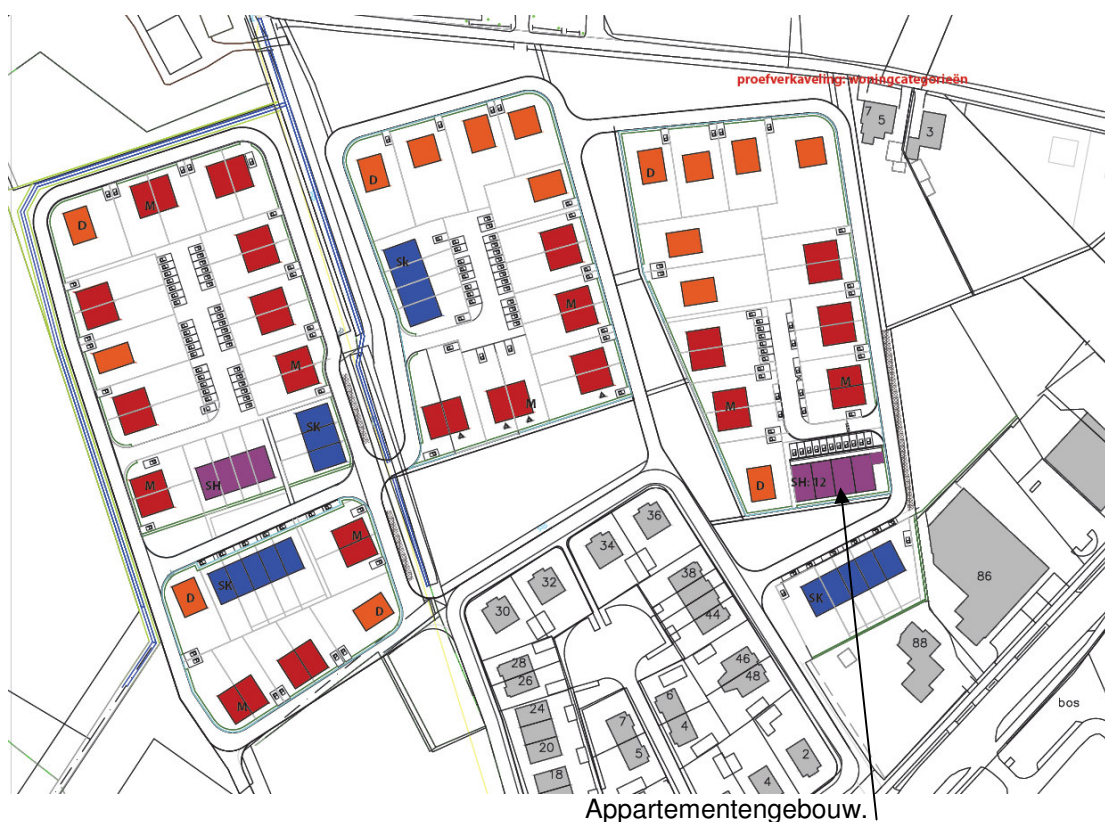 proefverkaveling: woningcategorieën
7
5
3
D
D
M
D
SK
M
D
M
M
M
M
SK
SH
M
SH: 12
D
M
SK
D
D
M
SK
36
34
32
30
38
44
28
26
46
48
24
20
18
7
5
6
4
2
4
86
88
bos
Appartementengebouw.